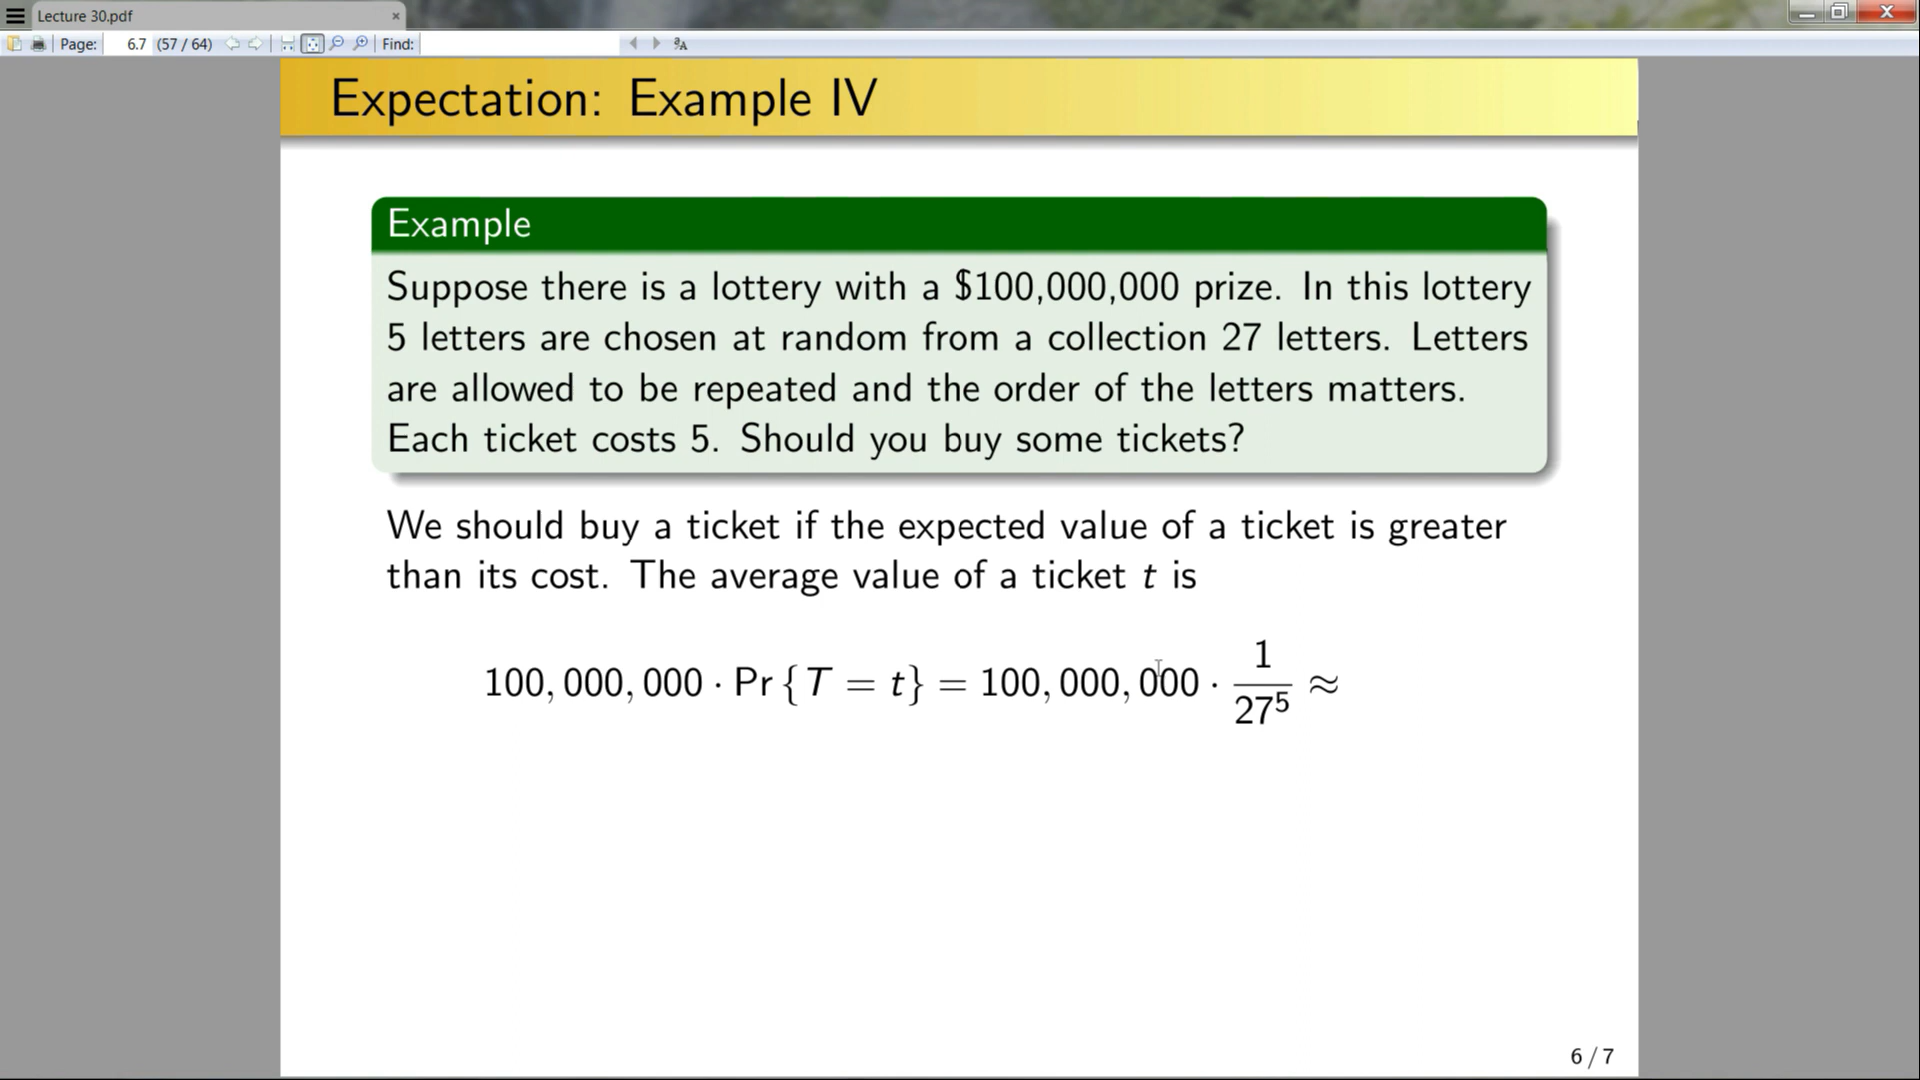 Lecture 30.pdf
Page: 6.7 (57 / 64) Find:
Expectation: Example IV
Example
Suppose there is a lottery with a $100,000,000 prize. In this lottery
5 letters are chosen at random from a collection 27 letters. Letters
are allowed to be repeated and the order of the letters matters.
Each ticket costs 5. Should you buy some tickets?
We should buy a ticket if the expected value of a ticket is greater
than its cost. The average value of a ticket t is
100,000,000 · Pr {T = t} = 100,000,000 · 1/27⁵ ≈
6 / 7